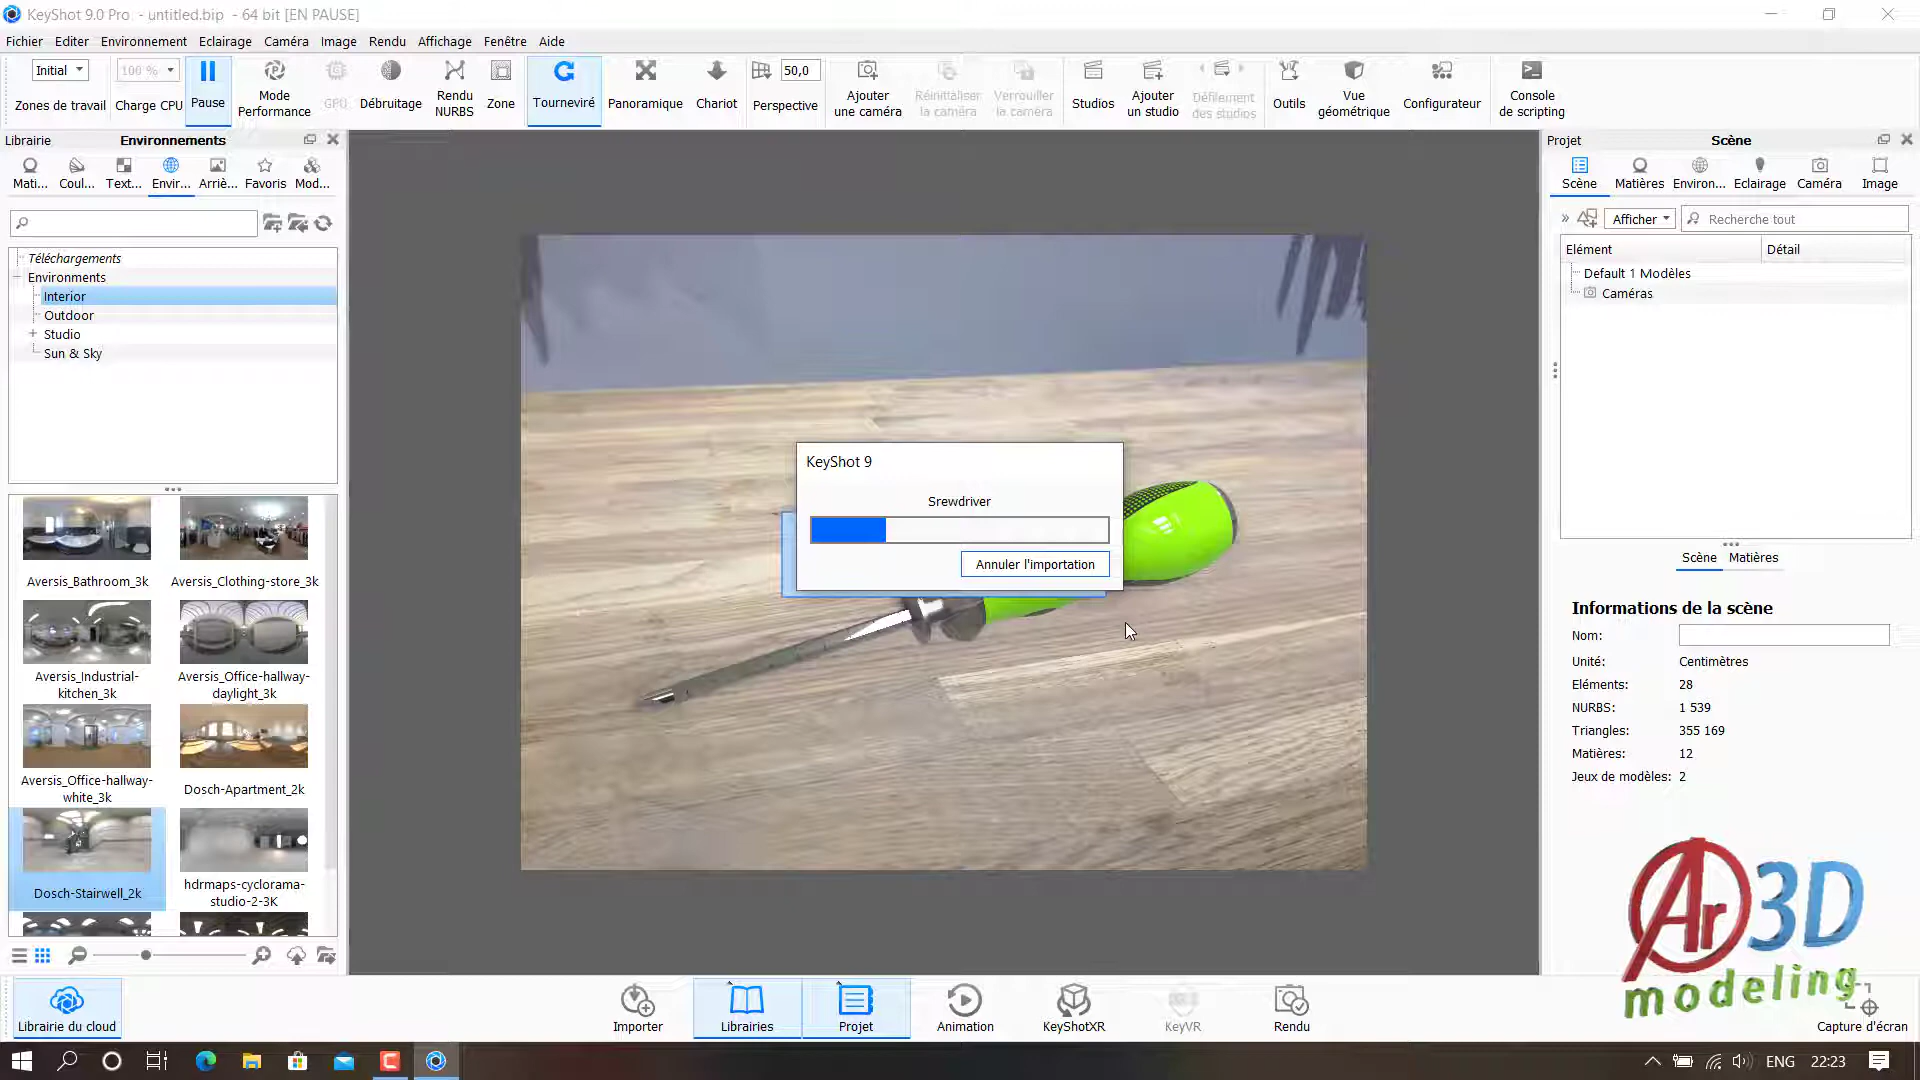 KeyShot 9.0 Pro - untitled.bip - 64 bit [EN PAUSE]
Fichier Editer Environnement Eclairage Caméra Image Rendu Affichage Fenêtre Aide
Initial
Zones de travail
100 %
Charge CPU
Pause
Mode
Performance
GPU
Débruitage
Rendu
NURBS
Zone
Tourneviré
Panoramique
Chariot
50,0
Perspective
Ajouter
une caméra
Réinitialiser
la caméra
Verrouiller
la caméra
Studios
Ajouter
un studio
Défilement
des studios
Outils
Vue
géométrique
Configurateur
Console
de scripting
Librairie
Environnements
Mati... Coul... Text... Envir... Arriè... Favoris Mod...
Téléchargements
Environments
Interior
Outdoor
Studio
Sun & Sky
Aversis_Bathroom_3k
Aversis_Clothing-store_3k
Aversis_Industrial-
kitchen_3k
Aversis_Office-hallway-
daylight_3k
Aversis_Office-hallway-
white_3k
Dosch-Apartment_2k
Dosch-Stairwell_2k
hdrmaps-cyclorama-
studio-2-3K
KeyShot 9
Srewdriver
Annuler l'importation
Projet
Scène
Scène Matières Environ... Eclairage Caméra Image
Afficher
Recherche tout
Elément Détail
Default 1 Modèles
Caméras
Scène Matières
Informations de la scène
Nom:
Unité: Centimètres
Eléments: 28
NURBS: 1 539
Triangles: 355 169
Matières: 12
Jeux de modèles: 2
Ar3D
modeling
Librairie du cloud
Importer
Librairies
Projet
Animation
KeyShotXR
KeyVR
Rendu
Capture d'écran
ENG 22:23